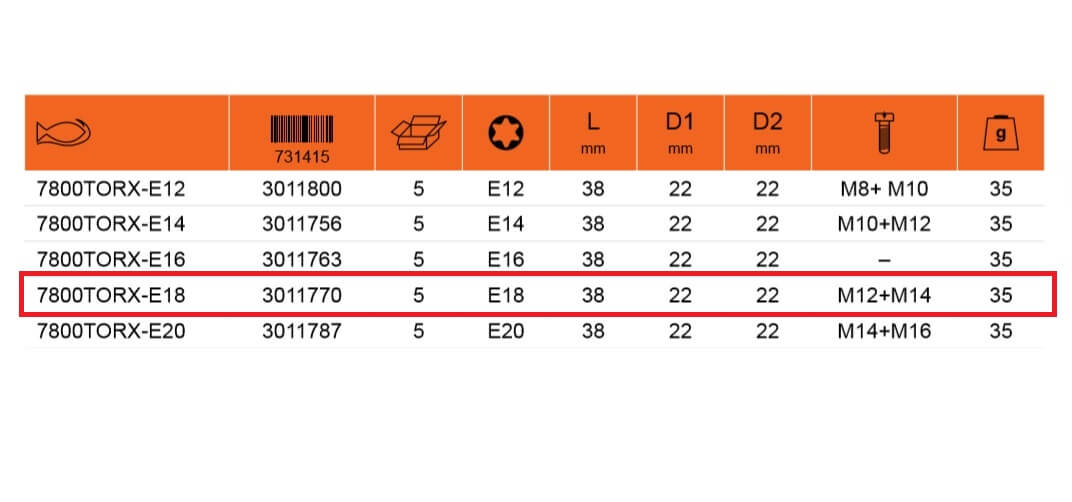 731415 L mm D1 mm D2 mm g
7800TORX-E12 3011800 5 E12 38 22 22 M8+ M10 35
7800TORX-E14 3011756 5 E14 38 22 22 M10+M12 35
7800TORX-E16 3011763 5 E16 38 22 22 – 35
7800TORX-E18 3011770 5 E18 38 22 22 M12+M14 35
7800TORX-E20 3011787 5 E20 38 22 22 M14+M16 35